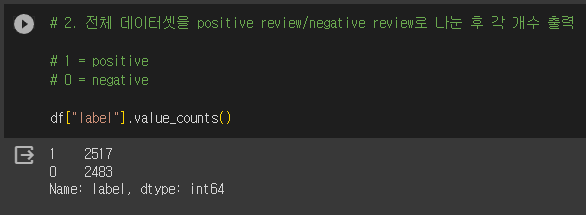 # 2. 전체 데이터셋을 positive review/negative review로 나눈 후 각 개수 출력
# 1 = positive
# 0 = negative
df["label"].value_counts()
1    2517
0    2483
Name: label, dtype: int64